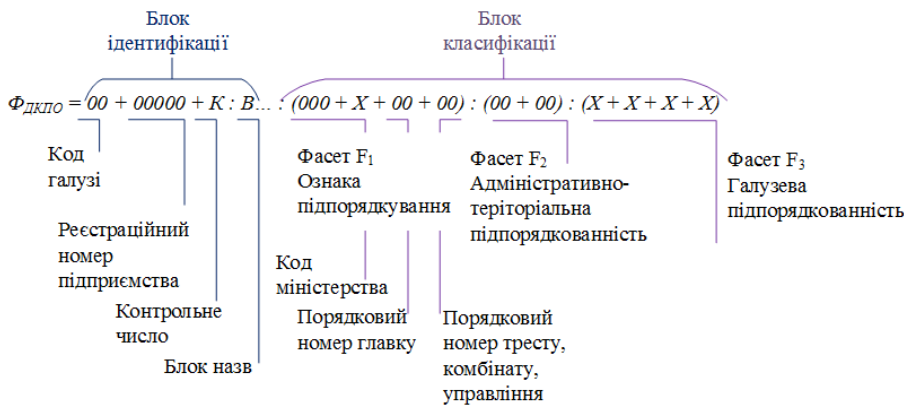 Блок
ідентифікації
Блок
класифікації
Ф_ДКПО = 00 + 00000 + К : В... : (000 + Х + 00 + 00) : (00 + 00) : (Х + Х + Х + Х)
Код
галузі
Реєстраційний
номер
підприємства
Контрольне
число
Блок назв
Фасет F₁
Ознака
підпорядкування
Код
міністерства
Порядковий
номер главку
Порядковий
номер тресту,
комбінату,
управління
Фасет F₂
Адміністративно-
теріторіальна
підпорядкованність
Фасет F₃
Галузева
підпорядкованність